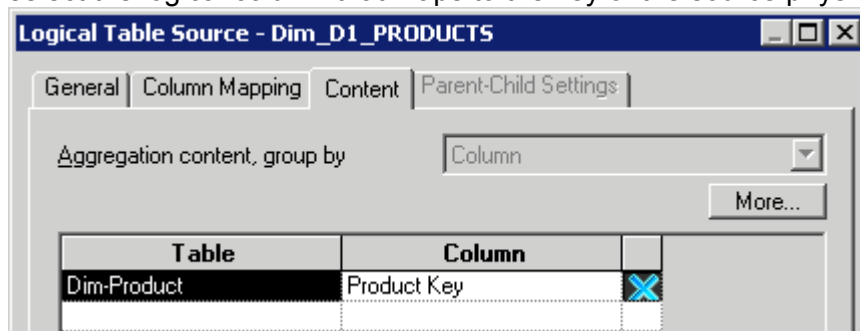 Logical Table Source - Dim_D1_PRODUCTS
General Column Mapping Content Parent-Child Settings
Aggregation content, group by Column
More...
Table Column
Dim-Product Product Key